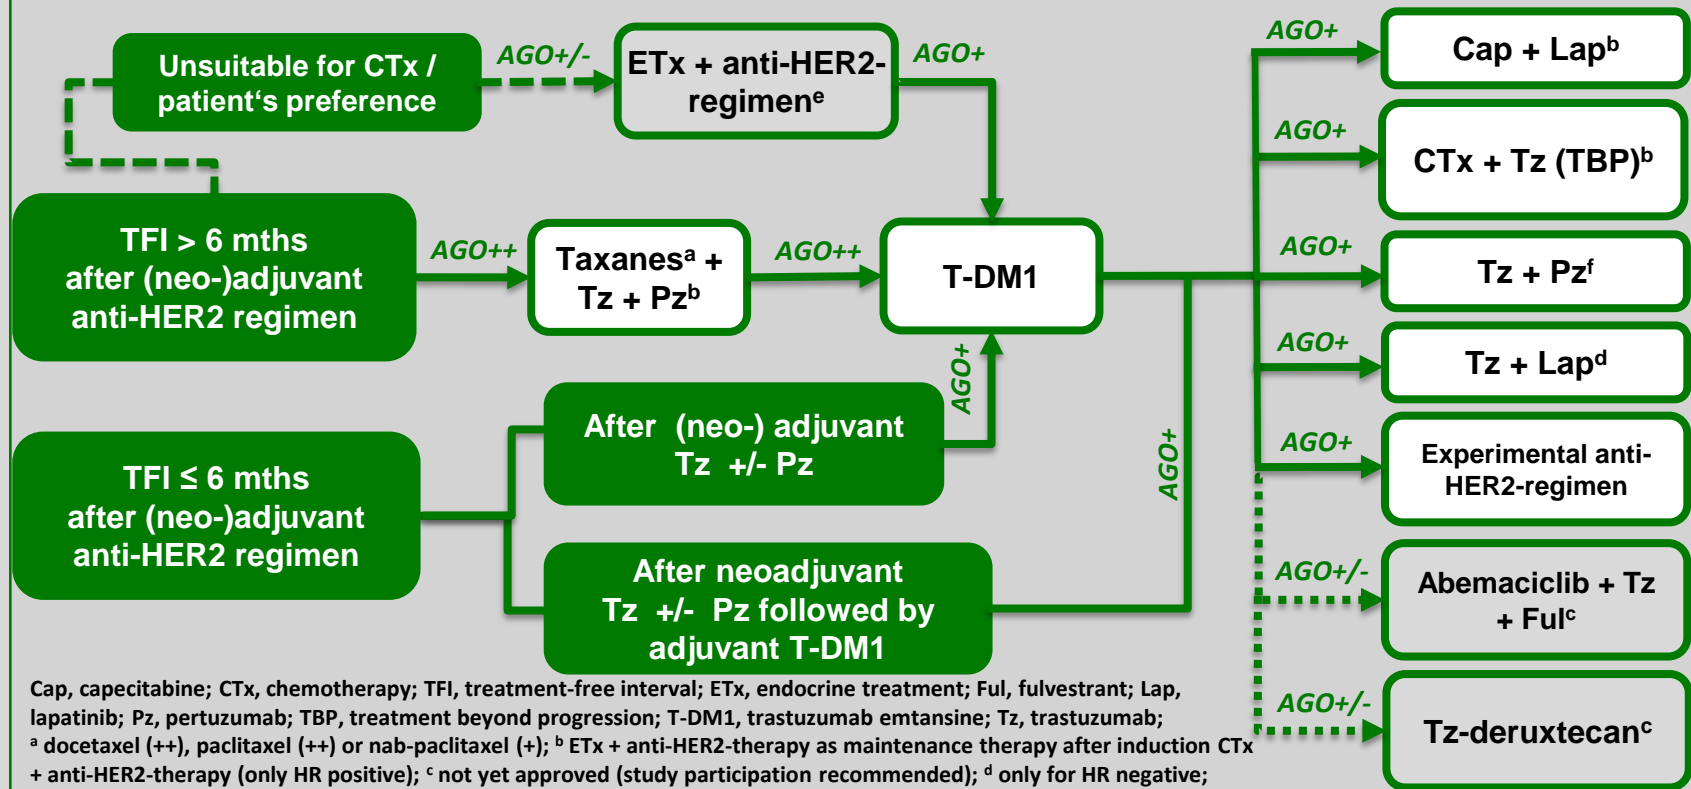 Unsuitable for CTx /
patient‘s preference
AGO+/-
ETx + anti-HER2-
regimenᵉ
AGO+
TFI > 6 mths
after (neo-)adjuvant
anti-HER2 regimen
AGO++
Taxanesᵃ +
Tz + Pzᵇ
AGO++
T-DM1
TFI ≤ 6 mths
after (neo-)adjuvant
anti-HER2 regimen
After (neo-) adjuvant
Tz +/- Pz
AGO+
After neoadjuvant
Tz +/- Pz followed by
adjuvant T-DM1
AGO+
AGO+
Cap + Lapᵇ
AGO+
CTx + Tz (TBP)ᵇ
AGO+
Tz + Pzᶠ
AGO+
Tz + Lapᵈ
AGO+
Experimental anti-
HER2-regimen
AGO+/-
Abemaciclib + Tz
+ Fulᶜ
AGO+/-
Tz-deruxtecanᶜ
Cap, capecitabine; CTx, chemotherapy; TFI, treatment-free interval; ETx, endocrine treatment; Ful, fulvestrant; Lap,
lapatinib; Pz, pertuzumab; TBP, treatment beyond progression; T-DM1, trastuzumab emtansine; Tz, trastuzumab;
ᵃ docetaxel (++), paclitaxel (++) or nab-paclitaxel (+); ᵇ ETx + anti-HER2-therapy as maintenance therapy after induction CTx
+ anti-HER2-therapy (only HR positive); ᶜ not yet approved (study participation recommended); ᵈ only for HR negative;